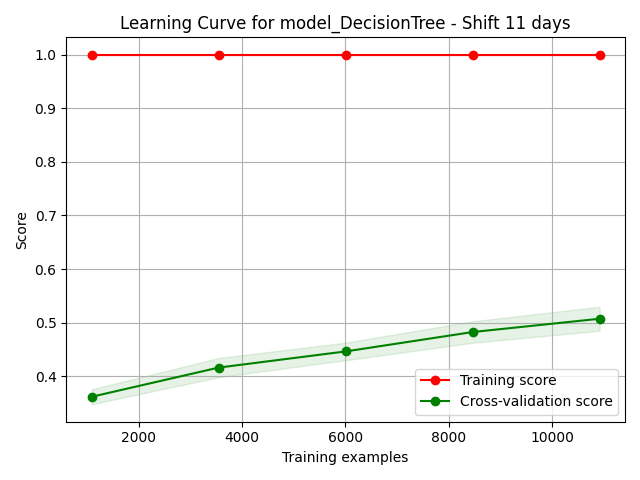 Learning Curve for model_DecisionTree - Shift 11 days
1.0
0.9
0.8
0.7
0.6
0.5
0.4
Score
2000 4000 6000 8000 10000
Training examples
Training score
Cross-validation score